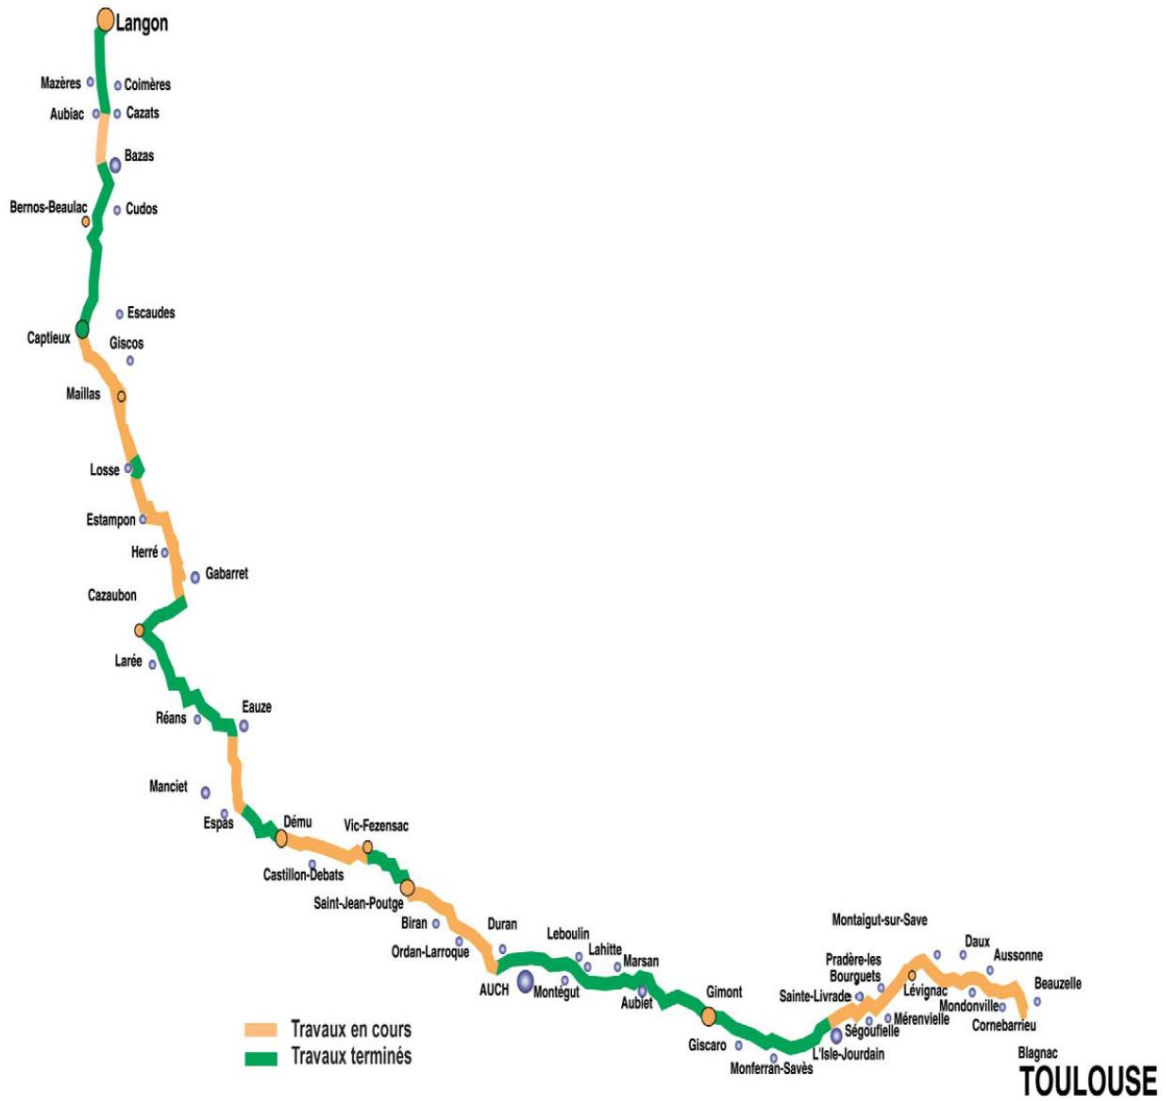 Langon
Mazères
Coimères
Aubiac
Cazats
Bazas
Bernos-Beaulac
Cudos
Escaudes
Captieux
Giscos
Maillas
Losse
Estampon
Herré
Gabarret
Cazaubon
Larée
Réans
Eauze
Manciet
Espas
Dému
Vic-Fezensac
Castillon-Debats
Saint-Jean-Poutge
Biran
Ordan-Larroque
Duran
Leboulin
Lahitte
Marsan
AUCH
Montégut
Aubiet
Gimont
Giscaro
Monferran-Savès
L'Isle-Jourdain
Montaigut-sur-Save
Pradère-les
Bourguets
Sainte-Livrade
Ségoufielle
Mérenvielle
Lévignac
Daux
Aussonne
Mondonville
Cornebarrieu
Beauzelle
Blagnac
TOULOUSE
Travaux en cours
Travaux terminés